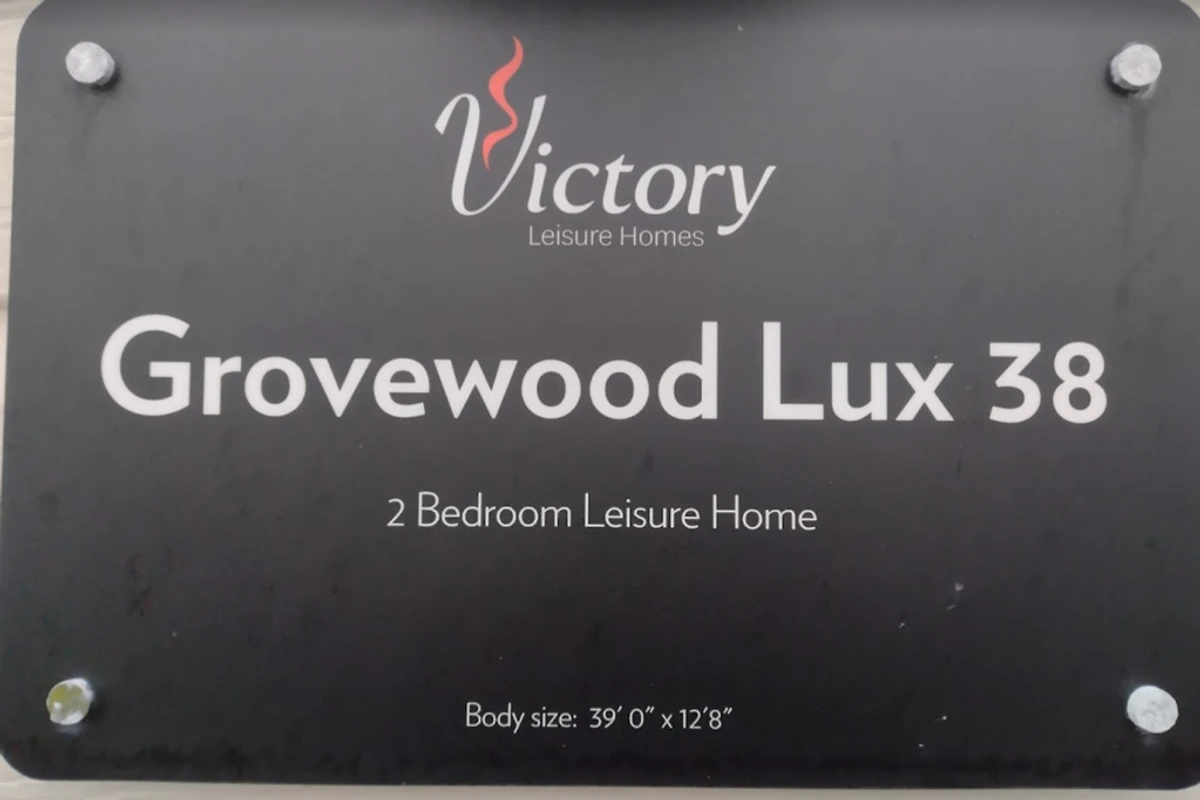 Victory
Leisure Homes
Grovewood Lux 38
2 Bedroom Leisure Home
Body size: 39′ 0″ x 12′8″